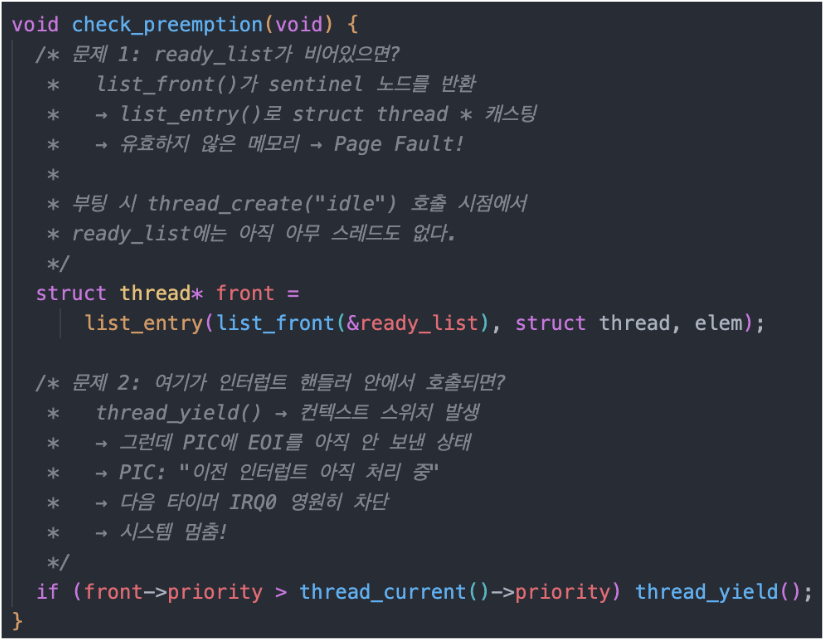 void check_preemption(void) {
  /* 문제 1: ready_list가 비어있으면?
   *   list_front()가 sentinel 노드를 반환
   *   → list_entry()로 struct thread * 캐스팅
   *   → 유효하지 않은 메모리 → Page Fault!
   *
   * 부팅 시 thread_create("idle") 호출 시점에서
   * ready_list에는 아직 아무 스레드도 없다.
   */
  struct thread* front =
      list_entry(list_front(&ready_list), struct thread, elem);

  /* 문제 2: 여기가 인터럽트 핸들러 안에서 호출되면?
   *   thread_yield() → 컨텍스트 스위치 발생
   *   → 그런데 PIC에 EOI를 아직 안 보낸 상태
   *   → PIC: "이전 인터럽트 아직 처리 중"
   *   → 다음 타이머 IRQ0 영원히 차단
   *   → 시스템 멈춤!
   */
  if (front->priority > thread_current()->priority) thread_yield();
}